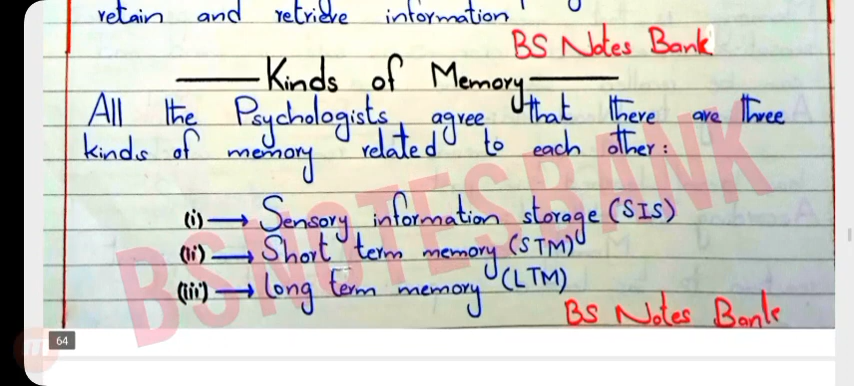 retain and retrieve information
BS Notes Bank
Kinds of Memory
All the Psychologists agree that there are three
kinds of memory related to each other:
(i) → Sensory information storage (SIS)
(ii) → Short term memory (STM)
(iii) → Long term memory (LTM)
BS Notes Bank
BSNOTESBANK
64